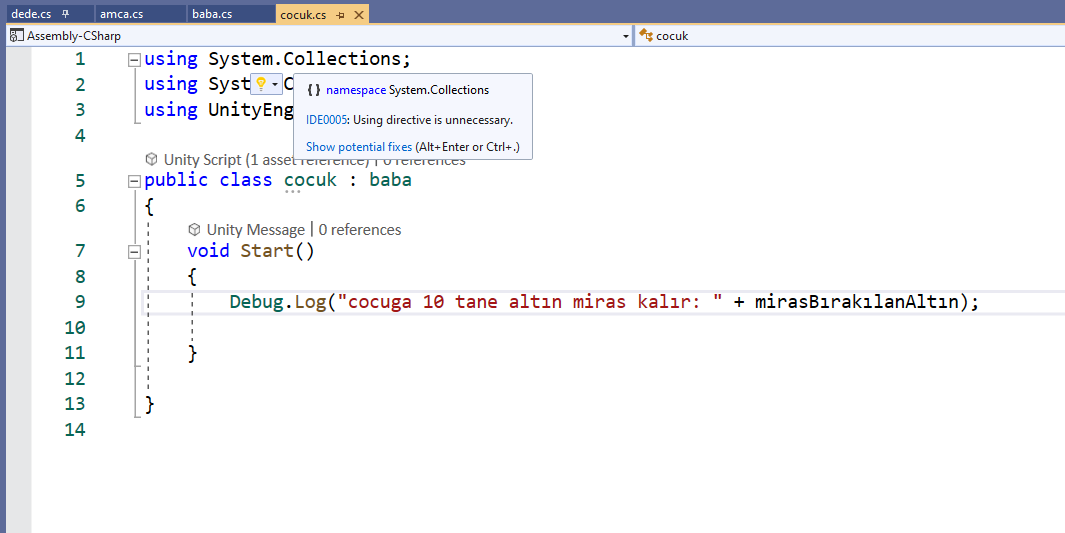 dede.cs amca.cs baba.cs cocuk.cs
Assembly-CSharp cocuk
1 using System.Collections;
2 using Syst C
namespace System.Collections
3 using UnityEng
IDE0005: Using directive is unnecessary.
4
Show potential fixes (Alt+Enter or Ctrl+.)
Unity Script (1 asset reference) | 0 references
5 public class cocuk : baba
6 {
Unity Message | 0 references
7 void Start()
8 {
9 Debug.Log("cocuga 10 tane altın miras kalır: " + mirasBırakılanAltın);
10
11 }
12
13 }
14